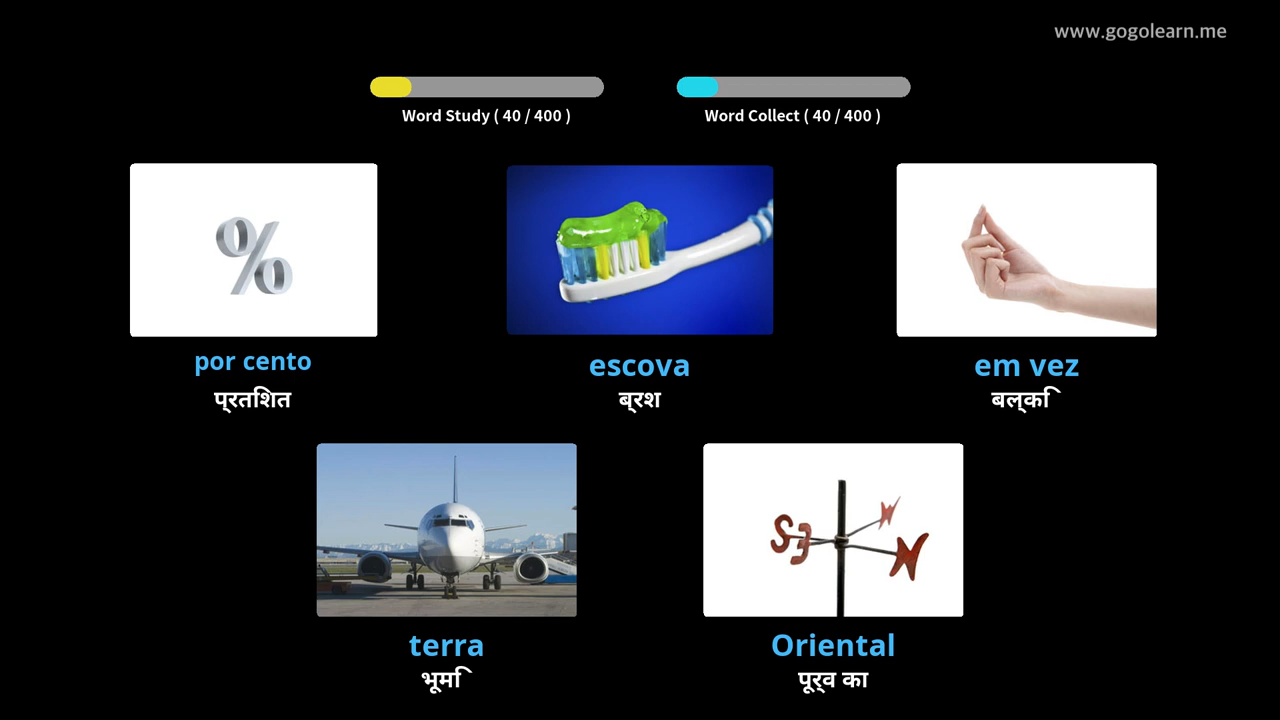 www.gogolearn.me
Word Study ( 40 / 400 )
Word Collect ( 40 / 400 )
%
por cento
प्रतिशत
escova
ब्रश
em vez
बल्कि
S E N N
terra
भूमि
Oriental
पूर्व का